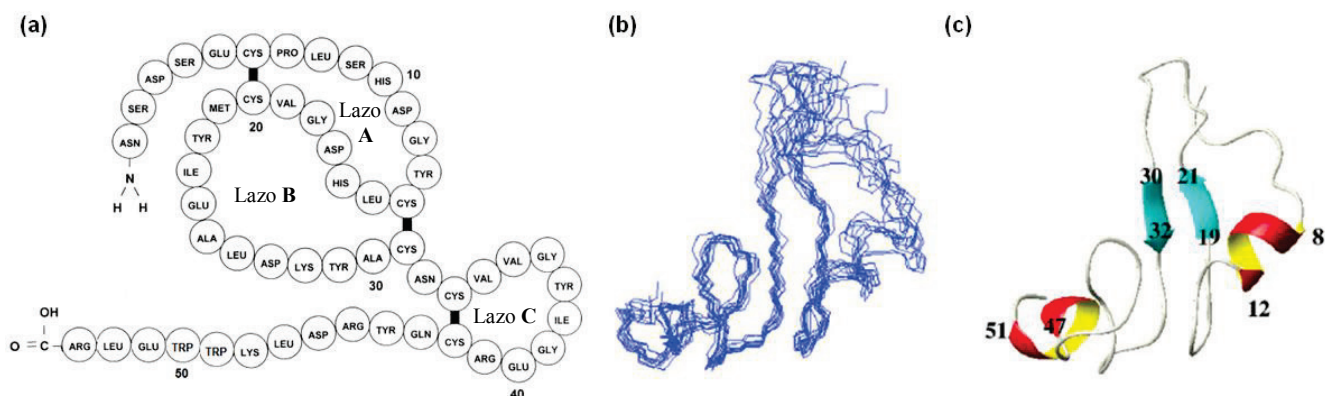 (a)
ASN SER ASP SER GLU CYS PRO LEU SER HIS ASP GLY TYR CYS LEU HIS ASP GLY VAL CYS MET TYR ILE GLU ALA LEU ASP LYS TYR ALA CYS ASN CYS VAL VAL GLY TYR ILE GLY GLU ARG CYS GLN TYR ARG ASP LEU LYS TRP TRP GLU LEU ARG
N
H H
10
20
30
40
50
Lazo
A
Lazo B
Lazo C
OH
O = C
(b)
(c)
30
21
32
19
8
12
47
51